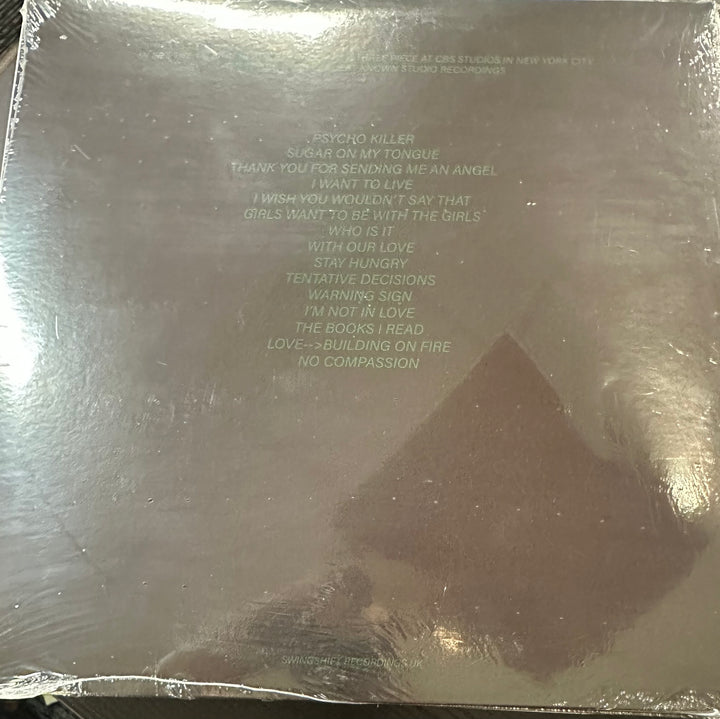 THREE PIECE AT CBS STUDIOS IN NEW YORK CITY
KNOWN STUDIO RECORDINGS
PSYCHO KILLER
SUGAR ON MY TONGUE
THANK YOU FOR SENDING ME AN ANGEL
I WANT TO LIVE
I WISH YOU WOULDN'T SAY THAT
GIRLS WANT TO BE WITH THE GIRLS
WHO IS IT
WITH OUR LOVE
STAY HUNGRY
TENTATIVE DECISIONS
WARNING SIGN
I'M NOT IN LOVE
THE BOOKS I READ
LOVE-->BUILDING ON FIRE
NO COMPASSION
SWINGSHIFT RECORDINGS UK